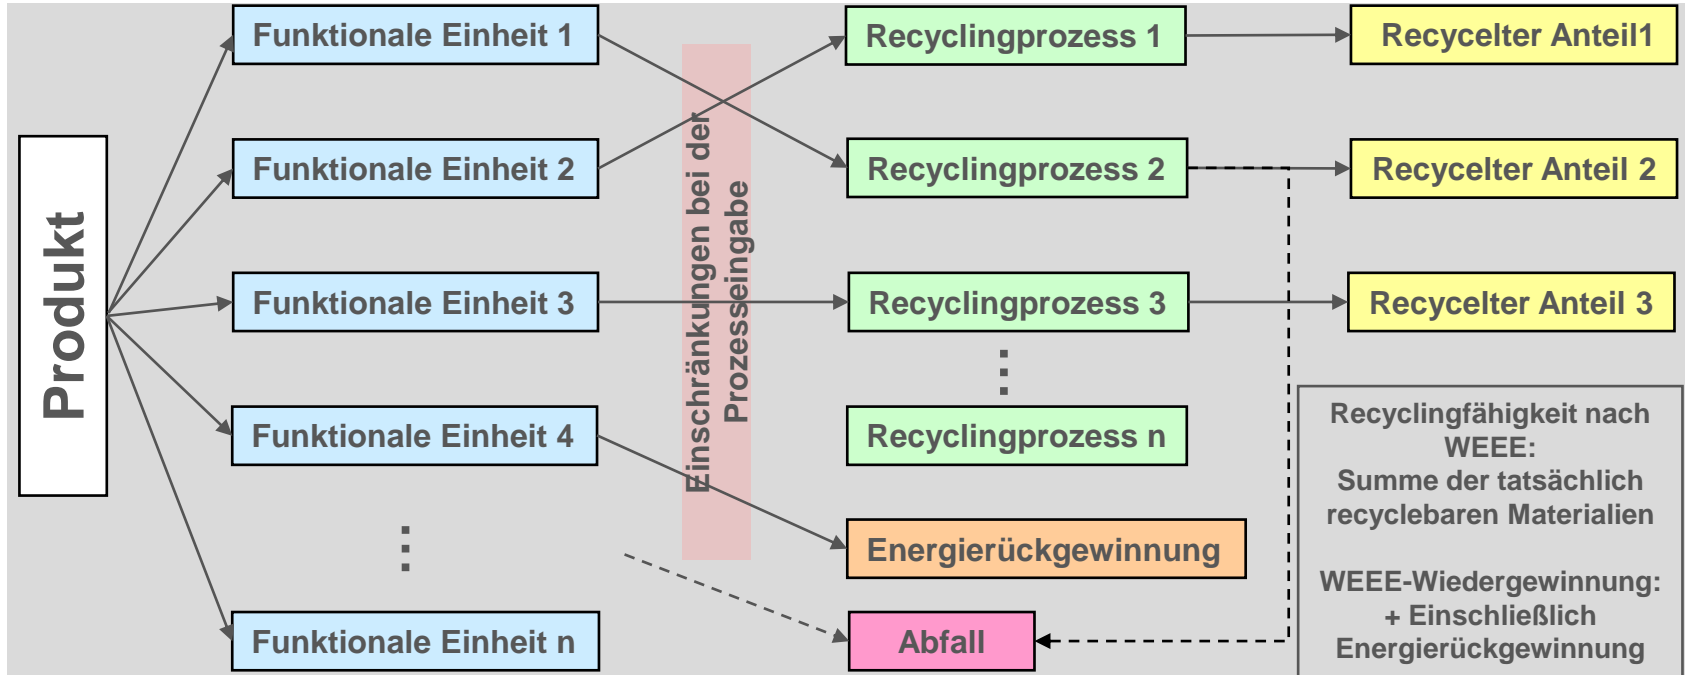 Produkt
Funktionale Einheit 1
Funktionale Einheit 2
Funktionale Einheit 3
Funktionale Einheit 4
Funktionale Einheit n
Einschränkungen bei der
Prozesseingabe
Recyclingprozess 1
Recyclingprozess 2
Recyclingprozess 3
Recyclingprozess n
Energierückgewinnung
Abfall
Recycelter Anteil1
Recycelter Anteil 2
Recycelter Anteil 3
Recyclingfähigkeit nach
WEEE:
Summe der tatsächlich
recyclebaren Materialien
WEEE-Wiedergewinnung:
+ Einschließlich
Energierückgewinnung